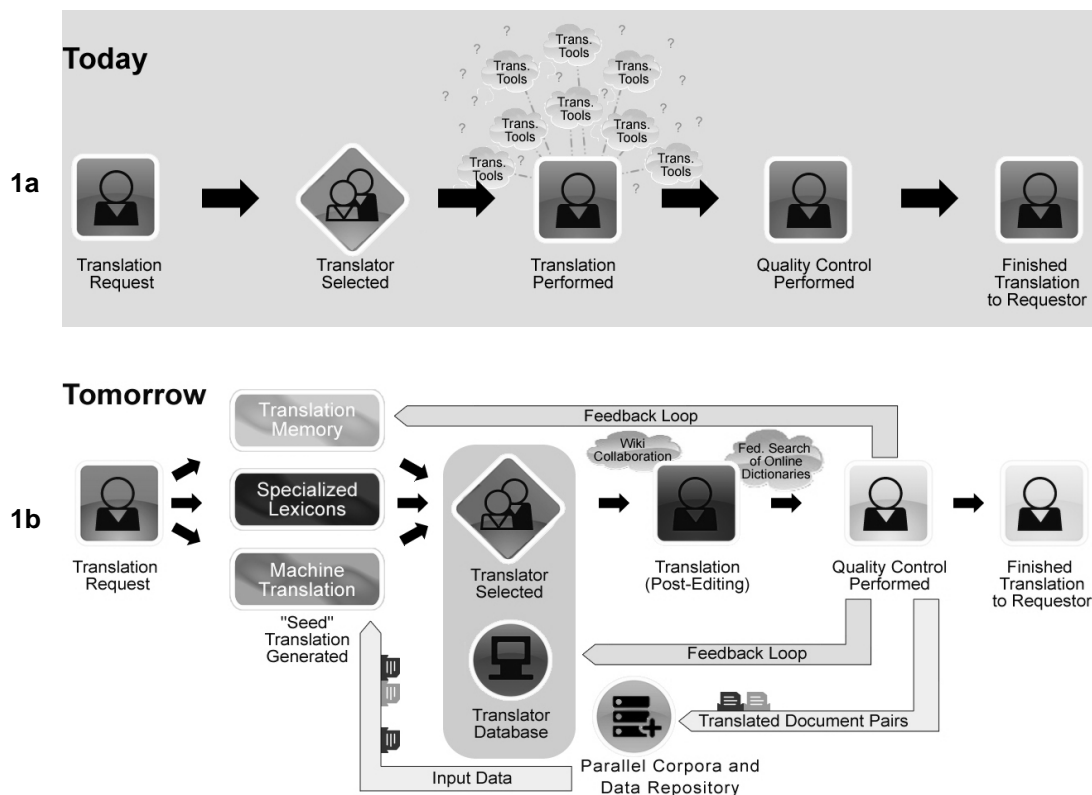 Today
1a
Trans.
Tools
Trans.
Tools
Trans.
Tools
Trans.
Tools
Trans.
Tools
Trans.
Tools
Trans.
Tools
Trans.
Tools
? ? ? ? ? ? ? ? ? ? ? ? ? ? ? ?
Translation
Request
Translator
Selected
Translation
Performed
Quality Control
Performed
Finished
Translation
to Requestor
Tomorrow
1b
Translation
Request
Translation
Memory
Specialized
Lexicons
Machine
Translation
"Seed"
Translation
Generated
Feedback Loop
Translator
Selected
Translator
Database
Wiki
Collaboration
Fed. Search
of Online
Dictionaries
Translation
(Post-Editing)
Quality Control
Performed
Finished
Translation
to Requestor
Feedback Loop
Translated Document Pairs
Parallel Corpora and
Data Repository
Input Data